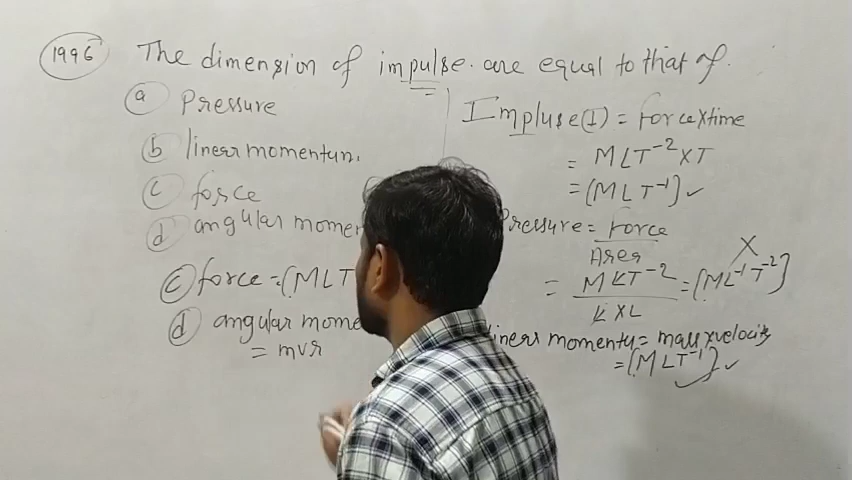 1996
The dimension of impulse. are equal to that of.
a Pressure
b linear momentum.
c force
d angular momen
c force = [MLT
d angular mome
= mvr
Impluse(I) = force X time
= MLT⁻² X T
= [MLT⁻¹] ✓
Pressure = Force
Area
= MLT⁻² = [ML⁻¹T⁻²] X
L X L
linear momentu = mass x velocity
= [MLT⁻¹] ✓